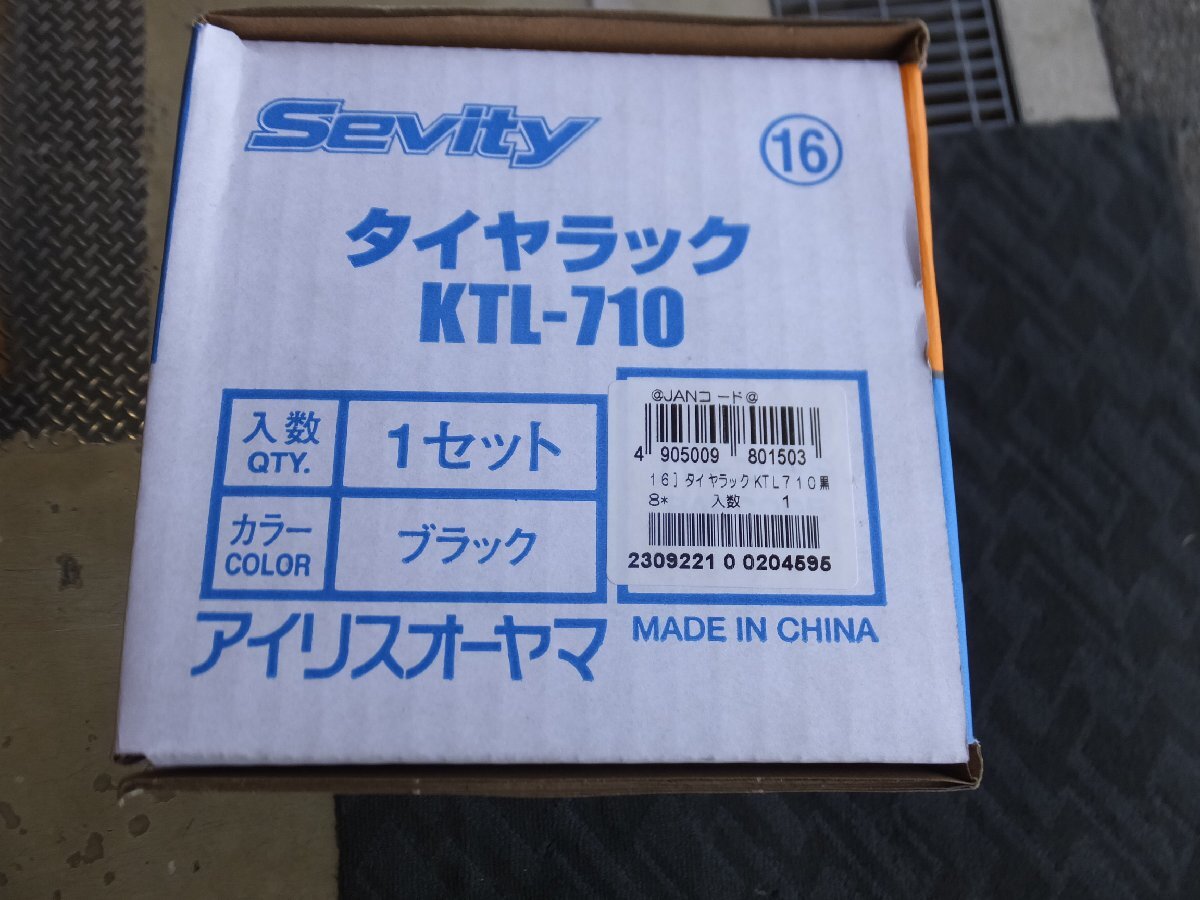 Sevity
⑯
タイヤラック
KTL-710
入数
QTY.
1セット
カラー
COLOR
ブラック
@JANコード@
4 905009 801503
16］タイヤラックKTL710黒
8* 入数 1
2309221 0 0204595
アイリスオーヤマ
MADE IN CHINA